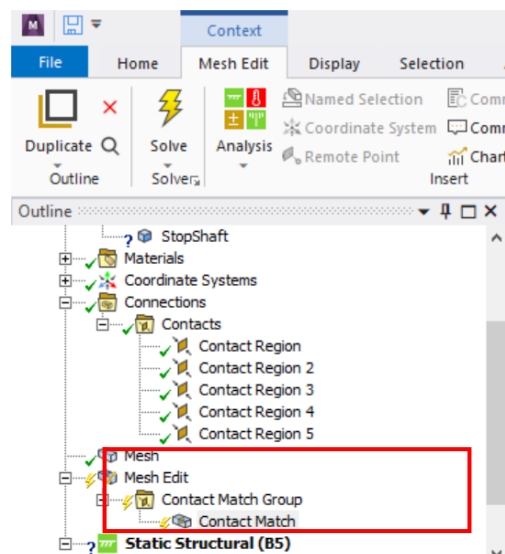 M
Context
File Home Mesh Edit Display Selection
Duplicate Solve Analysis Named Selection
Coordinate System
Remote Point Chart
Outline Insert
Outline
StopShaft
Materials
Coordinate Systems
Connections
Contacts
Contact Region
Contact Region 2
Contact Region 3
Contact Region 4
Contact Region 5
Mesh
Mesh Edit
Contact Match Group
Contact Match
Static Structural (B5)